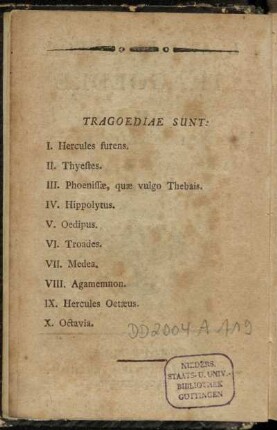 TRAGOEDIAE SUNT:
I. Hercules furens.
II. Thyeſtes.
III. Phoeniſſæ, quæ vulgo Thebais.
IV. Hippolytus.
V. Oedipus.
VI. Troades.
VII. Medea.
VIII. Agamemnon.
IX. Hercules Oetæus.
X. Octavia.
DD2004-A 119
NIEDERS.
STAATS- U. UNIV.-
BIBLIOTHEK
GÖTTINGEN